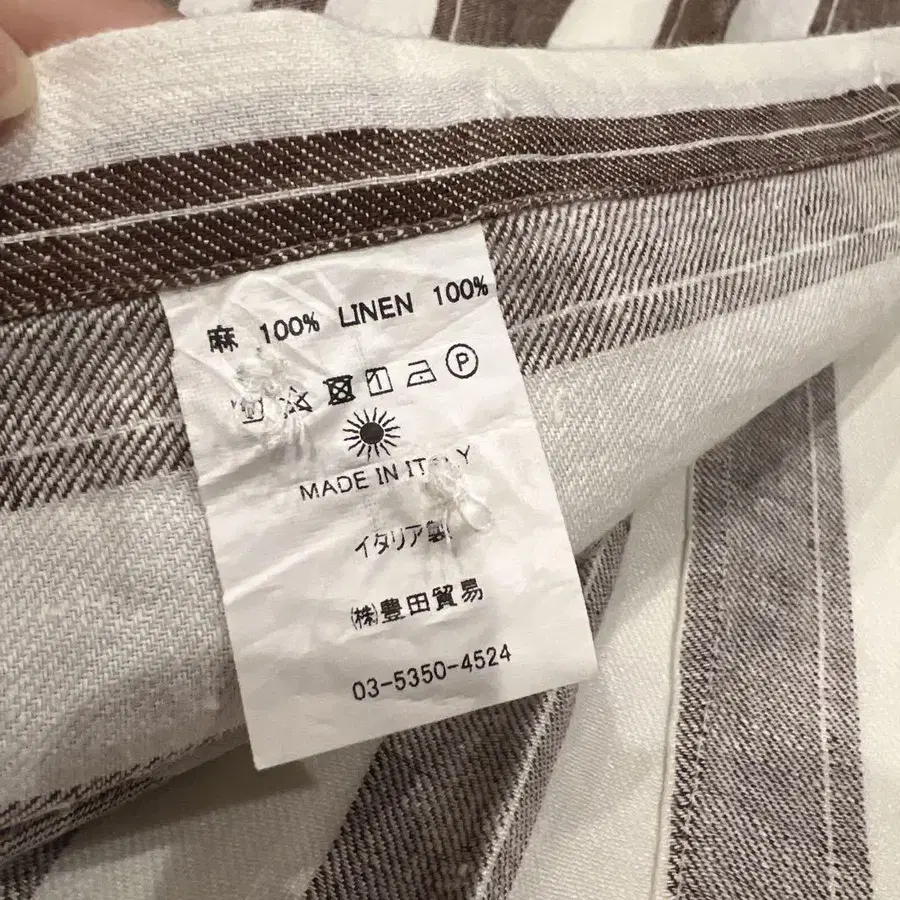 麻 100% LINEN 100%
P
MADE IN ITALY
イタリア製
㈱豊田貿易
03-5350-4524